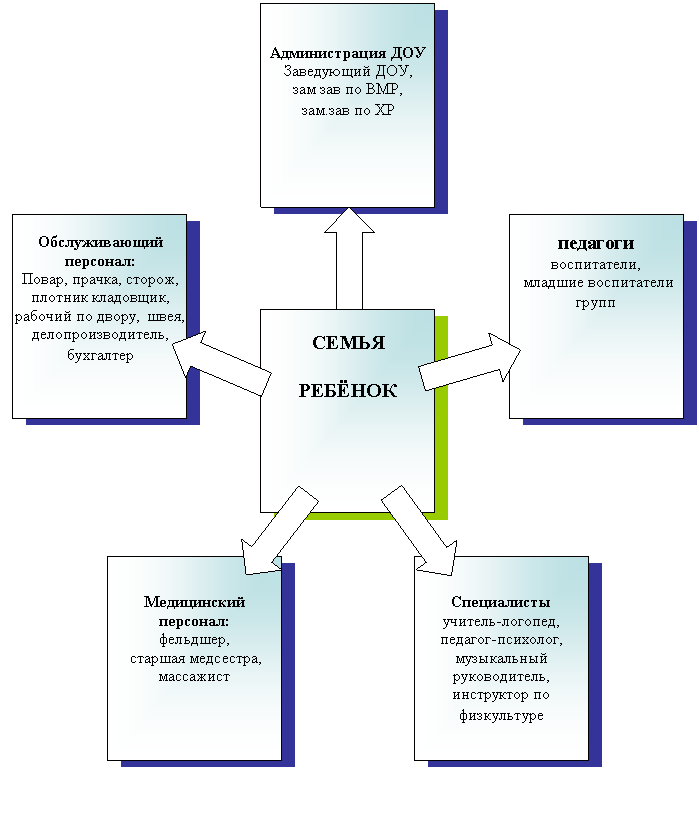 Администрация ДОУ
Заведующий ДОУ,
зам зав по ВМР,
зам.зав по ХР
Обслуживающий
персонал:
Повар, прачка, сторож,
плотник кладовщик,
рабочий по двору, швея,
делопроизводитель,
бухгалтер
педагоги
воспитатели,
младшие воспитатели
групп
СЕМЬЯ
РЕБЁНОК
Медицинский
персонал:
фельдшер,
старшая медсестра,
массажист
Специалисты
учитель-логопед,
педагог-психолог,
музыкальный
руководитель,
инструктор по
физкультуре